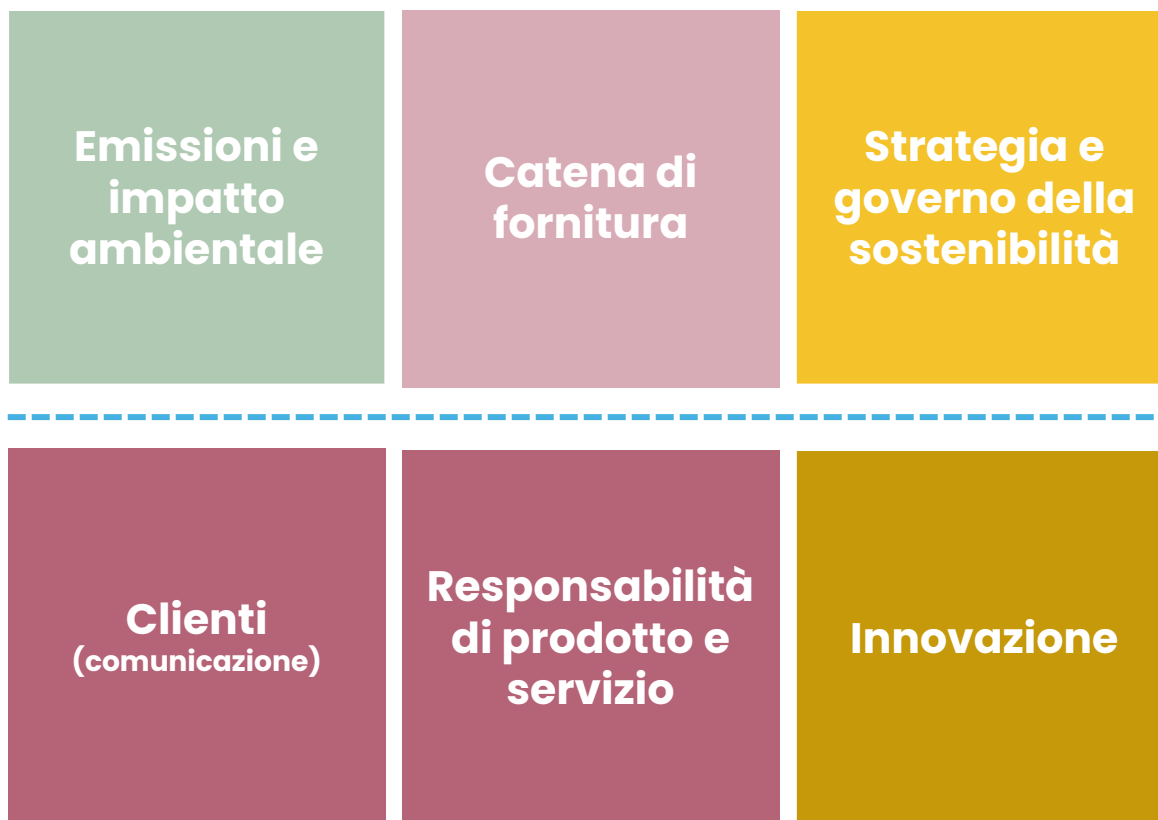 Emissioni e
impatto
ambientale
Catena di
fornitura
Strategia e
governo della
sostenibilità
Clienti
(comunicazione)
Responsabilità
di prodotto e
servizio
Innovazione